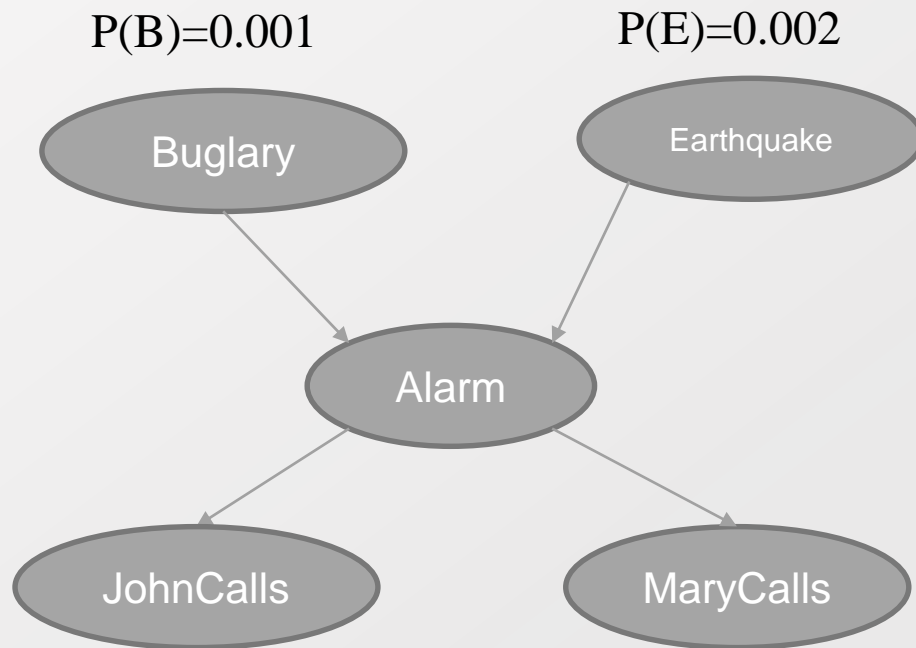 P(B)=0.001
P(E)=0.002
Buglary
Earthquake
Alarm
JohnCalls
MaryCalls